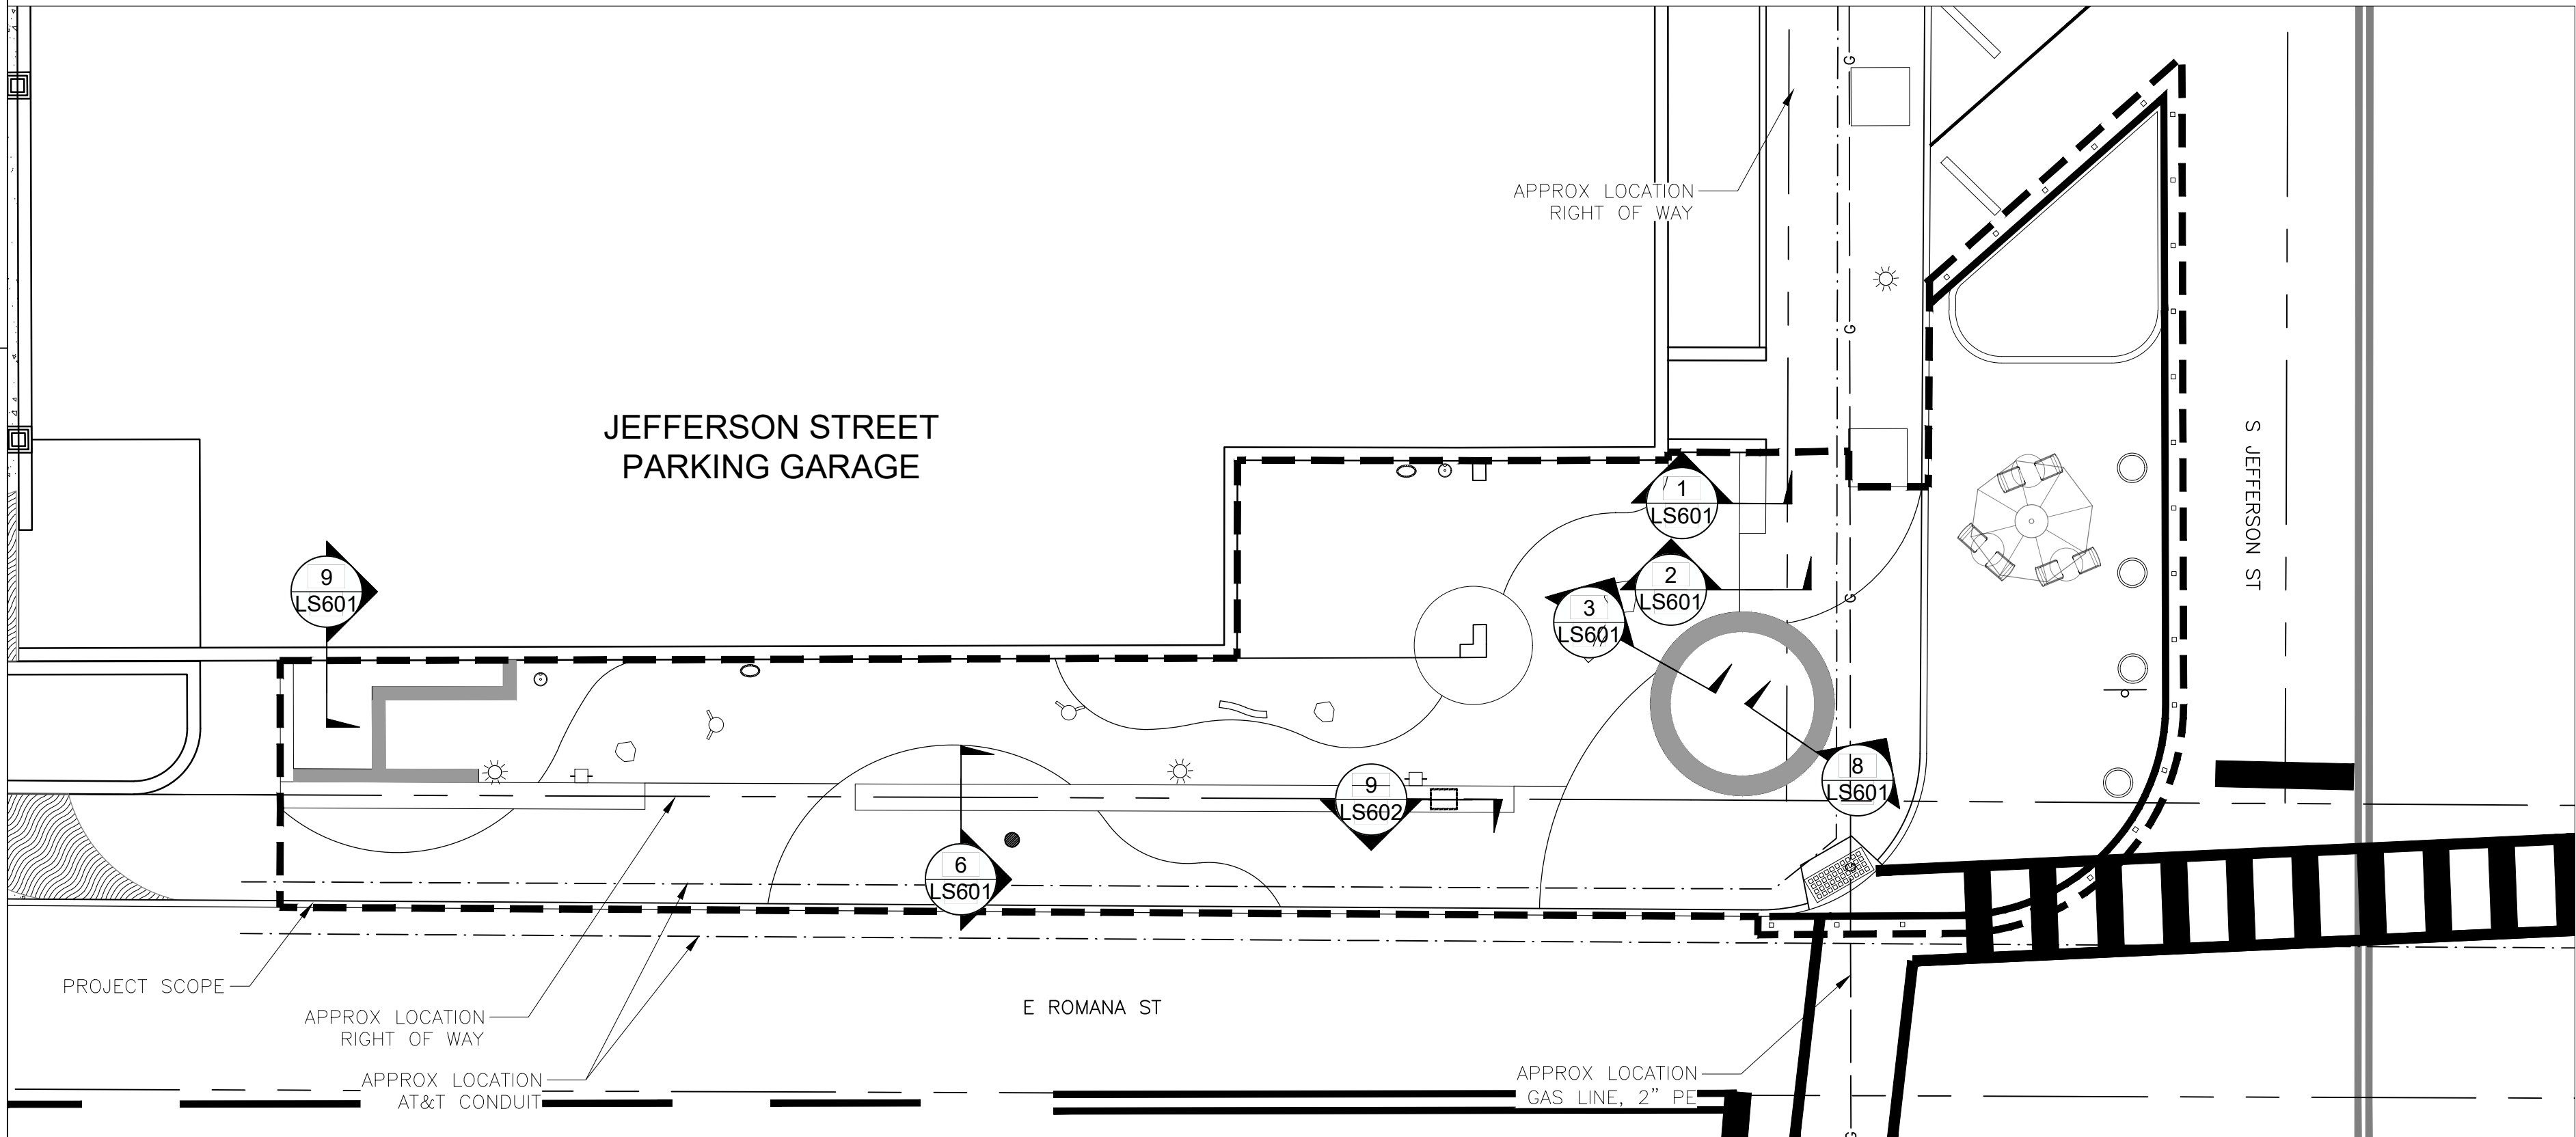 G
APPROX LOCATION
RIGHT OF WAY
G
JEFFERSON STREET
PARKING GARAGE
S JEFFERSON ST
1
LS601
9
LS601
2
LS601
3
LS601
G
8
LS601
9
LS602
6
LS601
G
PROJECT SCOPE
APPROX LOCATION
RIGHT OF WAY
E ROMANA ST
APPROX LOCATION
AT&T CONDUIT
APPROX LOCATION
GAS LINE, 2" PE
G